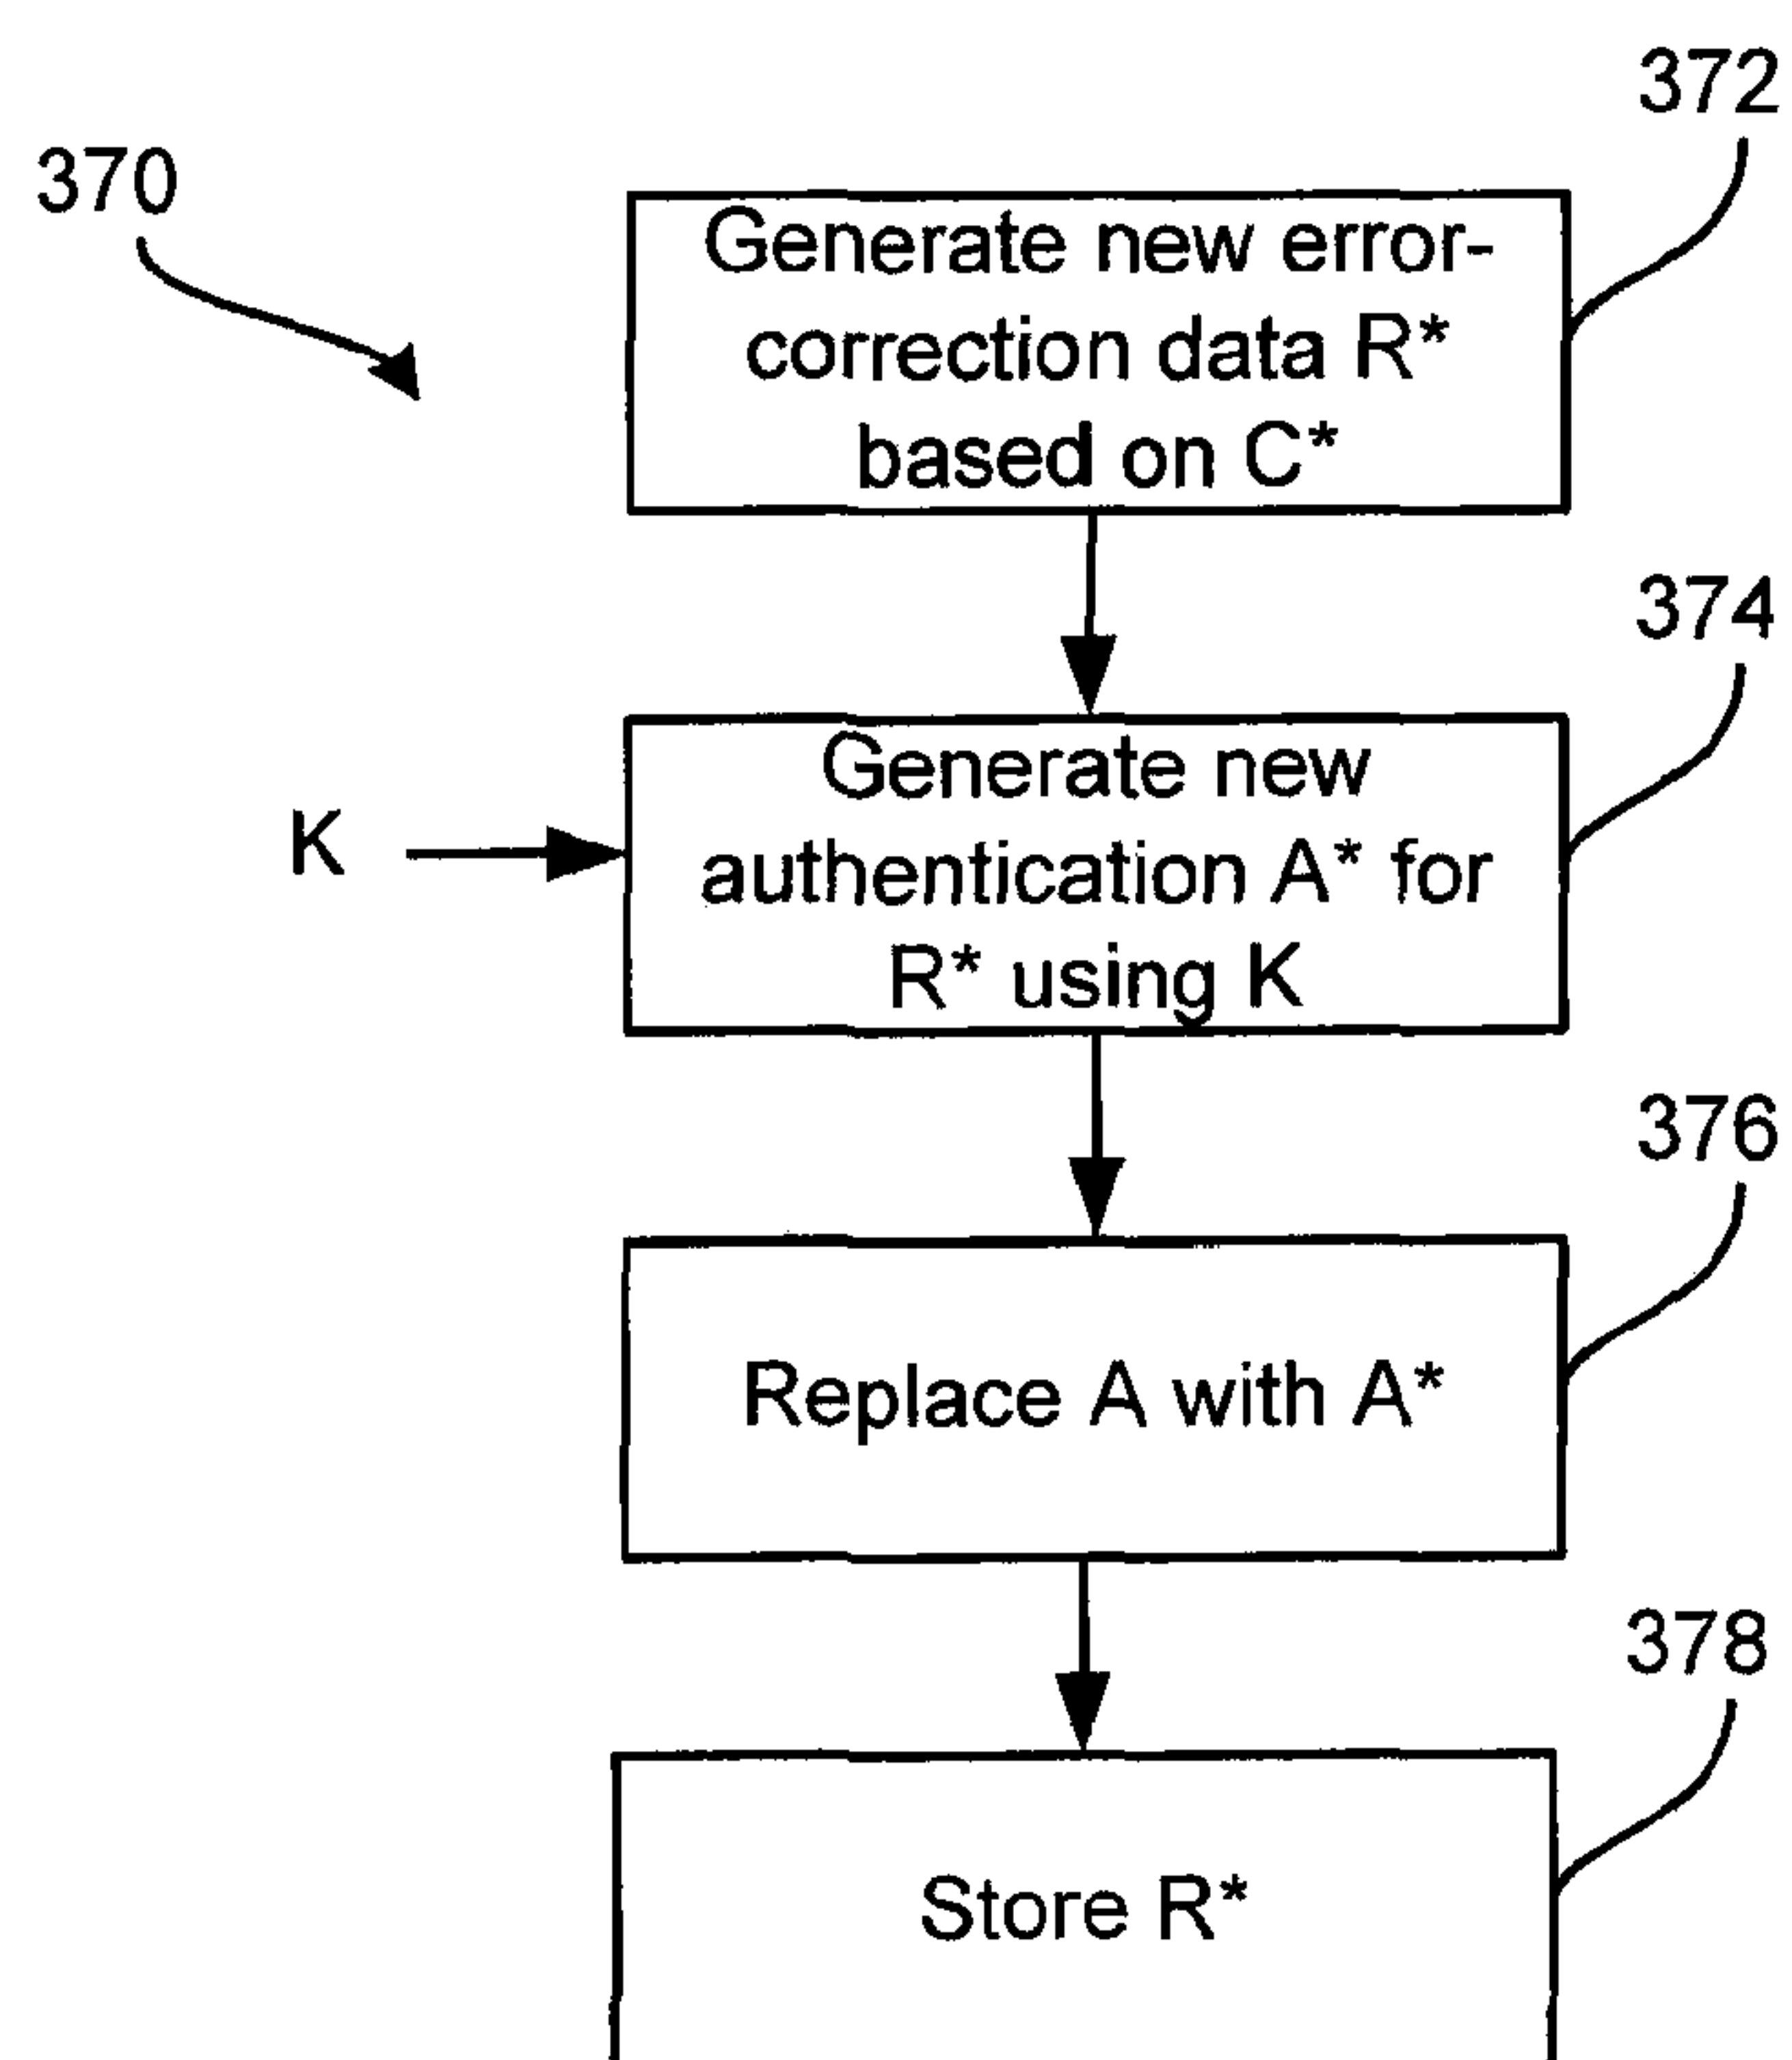 372
370
Generate new error-
correction data R*
based on C*
374
Generate new
authentication A* for
R* using K
K
376
Replace A with A*
378
Store R*